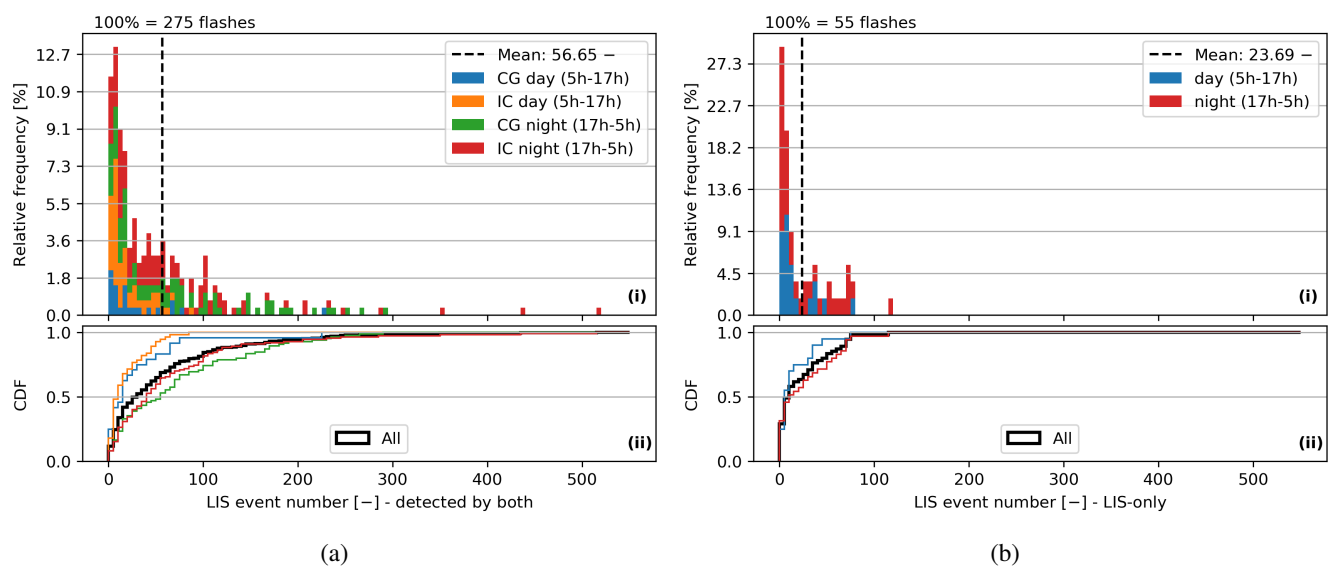 100% = 275 flashes
Relative frequency [%]
12.7
10.9
9.1
7.3
5.5
3.6
1.8
0.0
Mean: 56.65 −
CG day (5h-17h)
IC day (5h-17h)
CG night (17h-5h)
IC night (17h-5h)
(i)
CDF
1.0
0.5
0.0
All
(ii)
0 100 200 300 400 500
LIS event number [−] - detected by both
(a)
100% = 55 flashes
Relative frequency [%]
27.3
22.7
18.2
13.6
9.1
4.5
0.0
Mean: 23.69 −
day (5h-17h)
night (17h-5h)
(i)
CDF
1.0
0.5
0.0
All
(ii)
0 100 200 300 400 500
LIS event number [−] - LIS-only
(b)